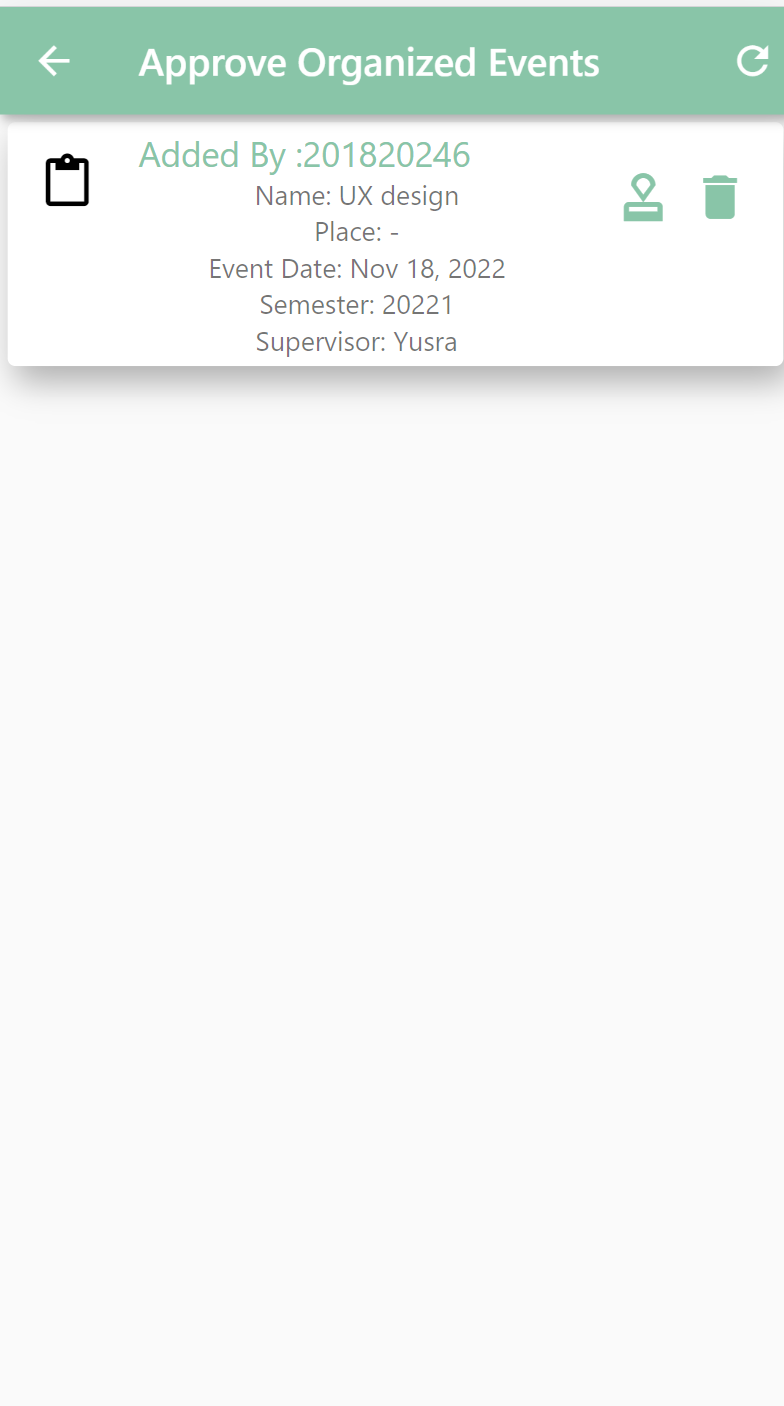 Approve Organized Events
Added By :201820246
Name: UX design
Place: -
Event Date: Nov 18, 2022
Semester: 20221
Supervisor: Yusra